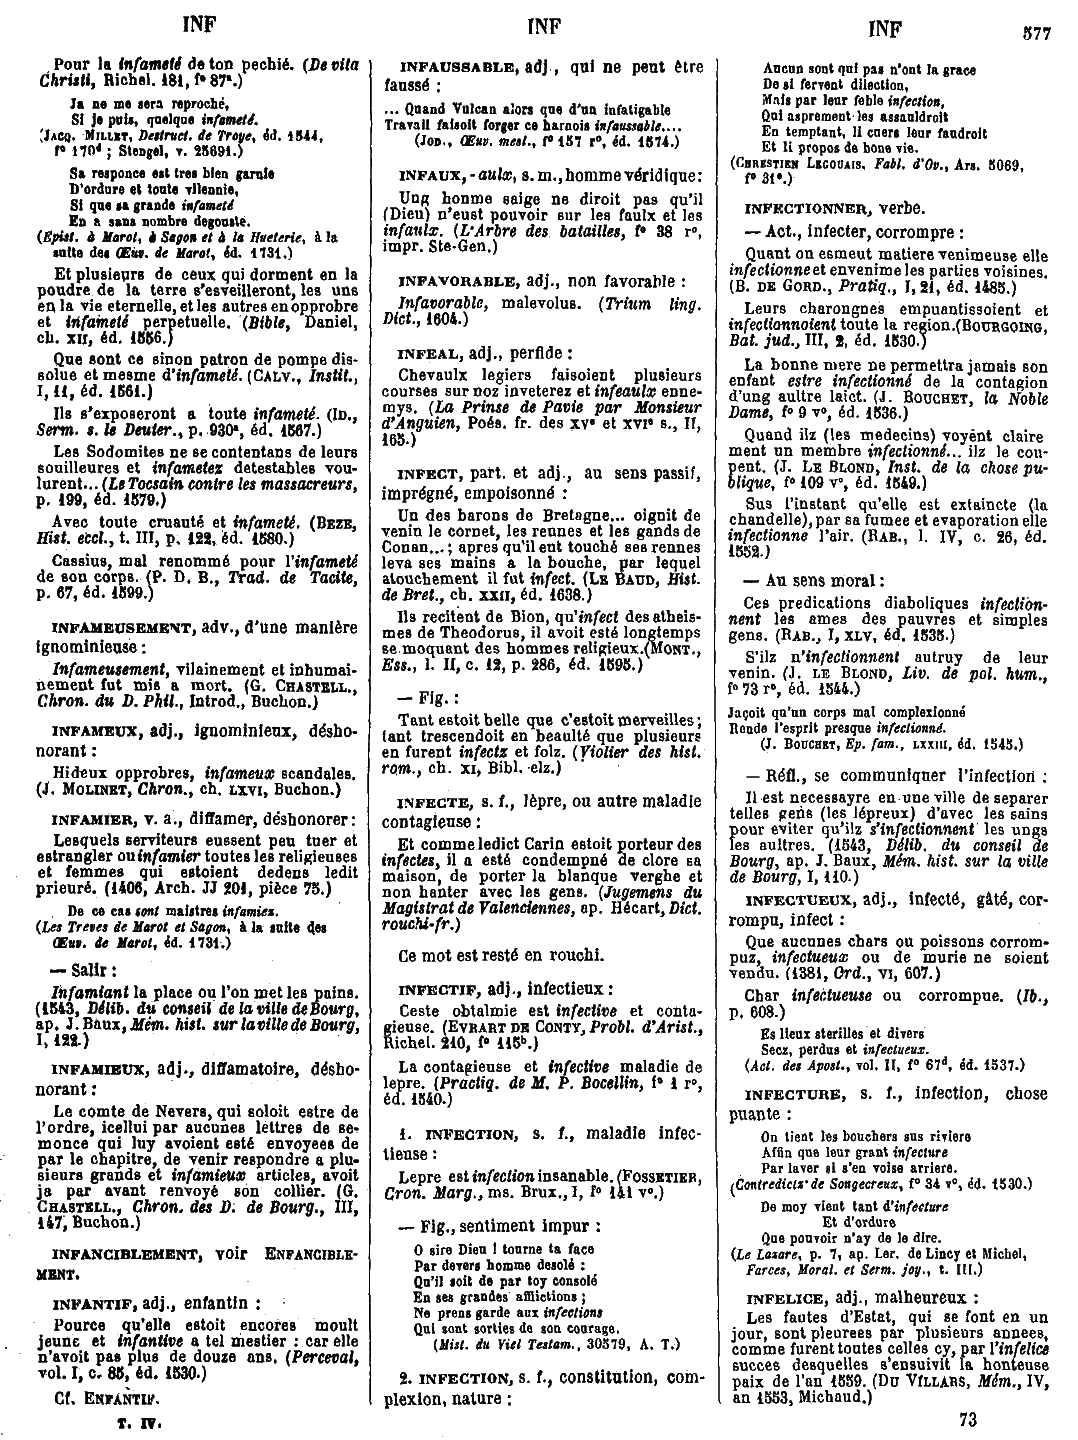 INF
INF
INF
577
Pour la infameté de ton pechié. (De vita
Christi, Richel. 181, f° 87ª.)
Ja ne me sera reproché,
Si je puis, quelque infameté.
(JACQ. MILLET, Destruct. de Troye, éd. 1544,
f° 170ᵈ ; Stengel, v. 25691.)
Sa responce est tres bien garnie
D'ordure et toute villennie,
Si que sa grande infameté
En a sans nombre degousté.
(Epist. à Marot, à Sagon et à la Hueterie, à la
suite des Œuv. de Marot, éd. 1731.)
Et plusieurs de ceux qui dorment en la
poudre de la terre s'esveilleront, les uns
en la vie eternelle, et les autres en opprobre
et infameté perpetuelle. (Bible, Daniel,
ch. XII, éd. 1556.)
Que sont ce sinon patron de pompe dis-
solue et mesme d'infameté. (CALV., Instit.,
I, 11, éd. 1561.)
Ils s'exposeront a toute infameté. (ID.,
Serm. s. le Deuter., p. 930ª, éd. 1567.)
Les Sodomites ne se contentans de leurs
souilleures et infametez detestables vou-
lurent... (Le Tocsain contre les massacreurs,
p. 199, éd. 1579.)
Avec toute cruauté et infameté. (BEZE,
Hist. eccl., t. III, p. 122, éd. 1580.)
Cassius, mal renommé pour l'infameté
de son corps. (P. D. B., Trad. de Tacite,
p. 67, éd. 1599.)
INFAMEUSEMENT, adv., d'une manière
ignominieuse :
Infameusement, vilainement et inhumai-
nement fut mis a mort. (G. CHASTELL.,
Chron. du D. Phil., Introd., Buchon.)
INFAMEUX, adj., ignominieux, désho-
norant :
Hideux opprobres, infameux scandales.
(J. MOLINET, Chron., ch. LXVI, Buchon.)
INFAMIER, v. a., diffamer, déshonorer :
Lesquels serviteurs eussent peu tuer et
estrangler ou infamier toutes les religieuses
et femmes qui estoient dedens ledit
prieuré. (1406, Arch. JJ 201, pièce 75.)
De ce cas sont maistres infamiez.
(Les Treves de Marot et Sagon, à la suite des
Œuv. de Marot, éd. 1731.)
— Salir :
Infamiant la place ou l'on met les pains.
(1543, Délib. du conseil de la ville de Bourg,
ap. J. Baux, Mém. hist. sur la ville de Bourg,
I, 122.)
INFAMIEUX, adj., diffamatoire, désho-
norant :
Le comte de Nevers, qui soloit estre de
l'ordre, icellui par aucunes lettres de se-
monce qui luy avoient esté envoyees de
par le chapitre, de venir respondre a plu-
sieurs grands et infamieux articles, avoit
ja par avant renvoyé son collier. (G.
CHASTELL., Chron. des D. de Bourg., III,
147, Buchon.)
INFANCIBLEMENT, voir ENFANCIBLE-
MENT.
INFANTIF, adj., enfantin :
Pource qu'elle estoit encores moult
jeune et infantive a tel mestier : car elle
n'avoit pas plus de douze ans. (Perceval,
vol. I, c. 85, éd. 1530.)
Cf. ENFANTIF.
T. IV.
INFAUSSABLE, adj., qui ne peut être
faussé :
... Quand Vulcan alors que d'un infatigable
Travail faisoit forger ce harnois infaussable....
(JOD., Œuv. mesl., f° 157 r°, éd. 1574.)
INFAUX, -aulx, s. m., homme véridique :
Ung honme saige ne diroit pas qu'il
(Dieu) n'eust pouvoir sur les faulx et les
infaulx. (L'Arbre des batailles, f° 38 r°,
impr. Ste-Gen.)
INFAVORABLE, adj., non favorable :
Infavorable, malevolus. (Trium ling.
Dict., 1604.)
INFEAL, adj., perfide :
Chevaulx legiers faisoient plusieurs
courses sur noz inveterez et infeaulx enne-
mys. (La Prinse de Pavie par Monsieur
d'Anguien, Poés. fr. des XVᵉ et XVIᵉ s., II,
165.)
INFECT, part. et adj., au sens passif,
imprégné, empoisonné :
Un des barons de Bretagne... oignit de
venin le cornet, les rennes et les gands de
Conan... ; apres qu'il eut touché ses rennes
leva ses mains a la bouche, par lequel
atouchement il fut infect. (LE BAUD, Hist.
de Bret., ch. XXII, éd. 1638.)
Ils recitent de Bion, qu'infect des atheis-
mes de Theodorus, il avoit esté longtemps
se moquant des hommes religieux. (MONT.,
Ess., l. II, c. 12, p. 286, éd. 1595.)
— Fig. :
Tant estoit belle que c'estoit merveilles ;
tant trescendoit en beaulté que plusieurs
en furent infectz et folz. (Violier des hist.
rom., ch. XI, Bibl. elz.)
INFECTE, s. f., lèpre, ou autre maladie
contagieuse :
Et comme ledict Carin estoit porteur des
infectes, il a esté condempné de clore sa
maison, de porter la blanque verghe et
non hanter avec les gens. (Jugemens du
Magistrat de Valenciennes, ap. Hécart, Dict.
rouchi-fr.)
Ce mot est resté en rouchi.
INFECTIF, adj., infectieux :
Ceste obtalmie est infective et conta-
gieuse. (EVRART DE CONTY, Probl. d'Arist.,
Richel. 210, f° 115ᵇ.)
La contagieuse et infective maladie de
lepre. (Practiq. de M. P. Bocellin, f° 1 r°,
éd. 1540.)
1. INFECTION, s. f., maladie infec-
tieuse :
Lepre est infection insanable. (FOSSETIER,
Cron. Marg., ms. Brux., I, f° 141 v°.)
— Fig., sentiment impur :
O sire Dieu ! tourne ta face
Par devers homme desolé :
Qu'il soit de par toy consolé
En ses grandes afflictions ;
Ne prens garde aux infections
Qui sont sorties de son courage.
(Mist. du Viel Testam., 30579, A. T.)
2. INFECTION, s. f., constitution, com-
plexion, nature :
Aucun sont qui pas n'ont la grace
De si fervent dilection,
Mais par leur feble infection,
Qui asprement les assauldroit
En temptant, li cuers leur faudroit
Et li propos de bone vie.
(CHRESTIEN LEGOUAIS, Fabl. d'Ov., Ars. 5069,
f° 31ᵉ.)
INFECTIONNER, verbe.
— Act., infecter, corrompre :
Quant on esmeut matiere venimeuse elle
infectionne et envenime les parties voisines.
(B. DE GORD., Pratiq., I, 21, éd. 1485.)
Leurs charongnes empuantissoient et
infectionnoient toute la region. (BOURGOING,
Bat. jud., III, 2, éd. 1530.)
La bonne mere ne permettra jamais son
enfant estre infectionné de la contagion
d'ung aultre laict. (J. BOUCHET, la Noble
Dame, f° 9 v°, éd. 1536.)
Quand ilz (les medecins) voyent claire
ment un membre infectionné... ilz le cou-
pent. (J. LE BLOND, Inst. de la chose pu-
blique, f° 109 v°, éd. 1549.)
Sus l'instant qu'elle est extaincte (la
chandelle), par sa fumee et evaporation elle
infectionne l'air. (RAB., l. IV, c. 26, éd.
1552.)
— Au sens moral :
Ces predications diaboliques infection-
nent les ames des pauvres et simples
gens. (RAB., I, XLV, éd. 1535.)
S'ilz n'infectionnent autruy de leur
venin. (J. LE BLOND, Liv. de pol. hum.,
f° 73 r°, éd. 1544.)
Jaçoit qu'un corps mal complexionné
Rende l'esprit presque infectionné.
(J. BOUCHET, Ep. fam., LXXIII, éd. 1545.)
— Réfl., se communiquer l'infection :
Il est necessayre en une ville de separer
telles gens (les lépreux) d'avec les sains
pour eviter qu'ilz s'infectionnent les ungs
les aultres. (1543, Délib. du conseil de
Bourg, ap. J. Baux, Mém. hist. sur la ville
de Bourg, I, 110.)
INFECTUEUX, adj., infecté, gâté, cor-
rompu, infect :
Que aucunes chars ou poissons corrom-
puz, infectueux ou de murie ne soient
vendu. (1381, Ord., VI, 607.)
Char infectueuse ou corrompue. (Ib.,
p. 608.)
Es lieux sterilles et divers
Secz, perdus et infectueux.
(Act. des Apost., vol. II, f° 67ᵈ, éd. 1537.)
INFECTURE, s. f., infection, chose
puante :
On tient les bouchers sus riviere
Affin que leur grant infecture
Par laver si s'en voise arriere.
(Contredictz de Songecreux, f° 34 v°, éd. 1530.)
De moy vient tant d'infecture
Et d'ordure
Que pouvoir n'ay de le dire.
(Le Lazare, p. 7, ap. Ler. de Lincy et Michel,
Farces, Moral. et Serm. joy., t. III.)
INFELICE, adj., malheureux :
Les fautes d'Estat, qui se font en un
jour, sont pleurees par plusieurs annees,
comme furent toutes celles cy, par l'infelice
succes desquelles s'ensuivit la honteuse
paix de l'an 1559. (DU VILLARS, Mém., IV,
an 1553, Michaud.)
73